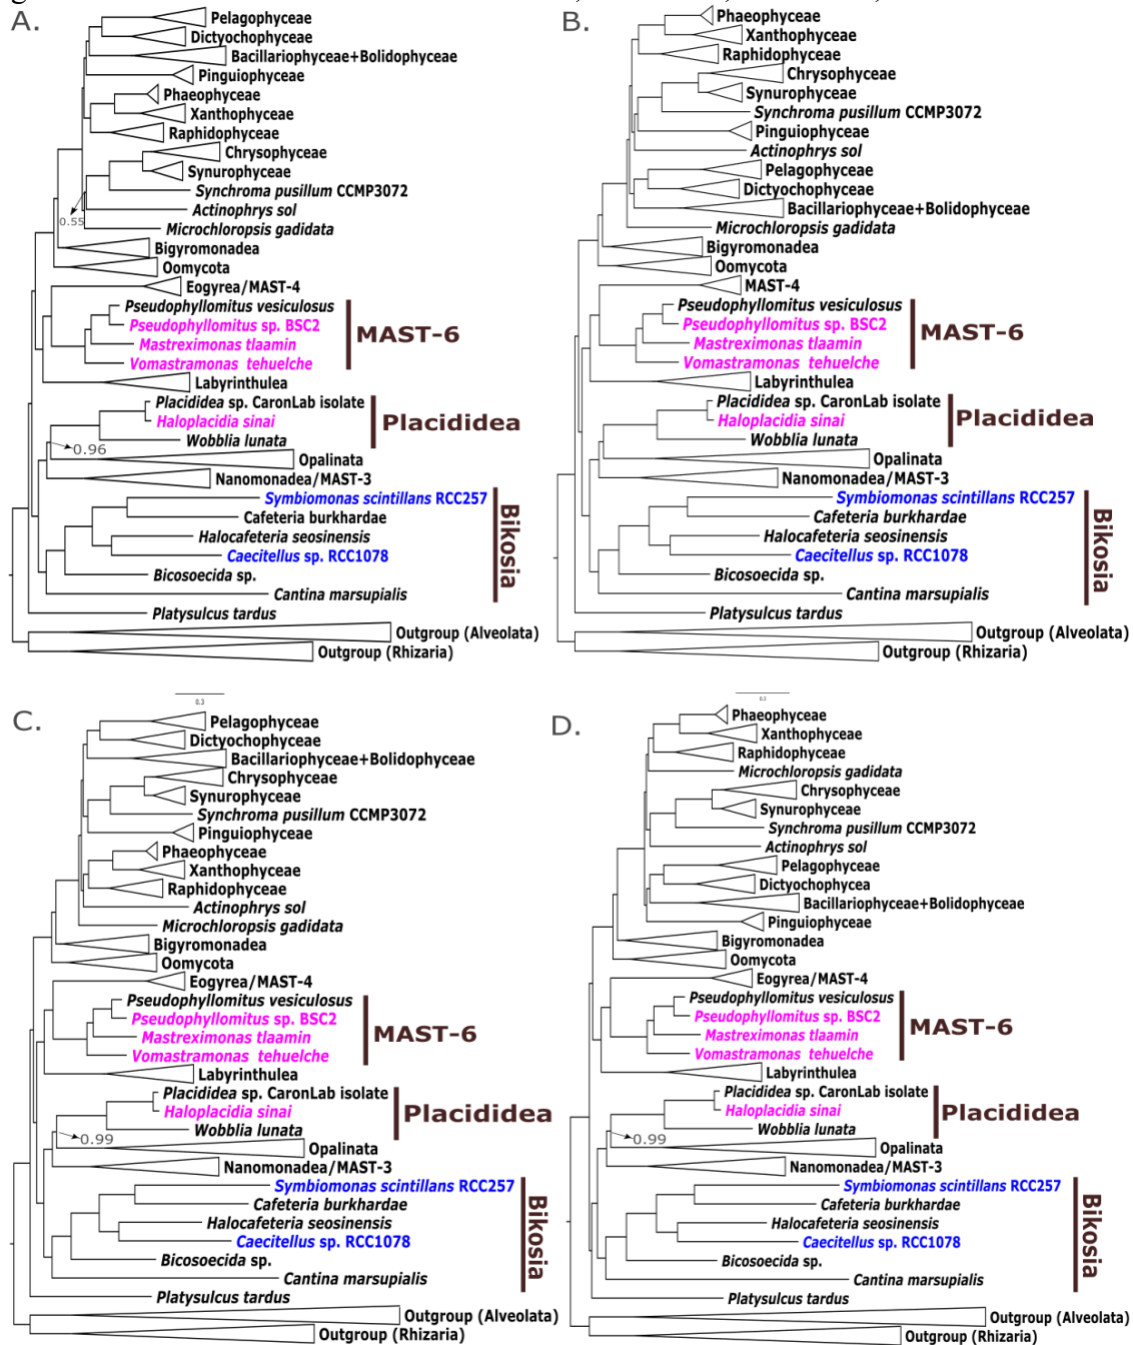 A.
Pelagophyceae
Dictyochophyceae
Bacillariophyceae+Bolidophyceae
Pinguiophyceae
Phaeophyceae
Xanthophyceae
Raphidophyceae
Chrysophyceae
Synurophyceae
Synchroma pusillum CCMP3072
Actinophrys sol
0.55
Microchloropsis gadidata
Bigyromonadea
Oomycota
Eogyrea/MAST-4
Pseudophyllomitus vesiculosus
Pseudophyllomitus sp. BSC2
MAST-6
Mastreximonas tlaamin
Vomastramonas tehuelche
Labyrinthulea
Placididea sp. CaronLab isolate
Haloplacidia sinai
Placididea
Wobblia lunata
0.96
Opalinata
Nanomonadea/MAST-3
Symbiomonas scintillans RCC257
Cafeteria burkhardae
Halocafeteria seosinensis
Caecitellus sp. RCC1078
Bikosia
Bicosoecida sp.
Cantina marsupialis
Platysulcus tardus
Outgroup (Alveolata)
Outgroup (Rhizaria)
0.3
B.
Phaeophyceae
Xanthophyceae
Raphidophyceae
Chrysophyceae
Synurophyceae
Synchroma pusillum CCMP3072
Pinguiophyceae
Actinophrys sol
Pelagophyceae
Dictyochophyceae
Bacillariophyceae+Bolidophyceae
Microchloropsis gadidata
Bigyromonadea
Oomycota
MAST-4
Pseudophyllomitus vesiculosus
Pseudophyllomitus sp. BSC2
MAST-6
Mastreximonas tlaamin
Vomastramonas tehuelche
Labyrinthulea
Placididea sp. CaronLab isolate
Haloplacidia sinai
Placididea
Wobblia lunata
Opalinata
Nanomonadea/MAST-3
Symbiomonas scintillans RCC257
Cafeteria burkhardae
Halocafeteria seosinensis
Caecitellus sp. RCC1078
Bikosia
Bicosoecida sp.
Cantina marsupialis
Platysulcus tardus
Outgroup (Alveolata)
Outgroup (Rhizaria)
C.
Pelagophyceae
Dictyochophyceae
Bacillariophyceae+Bolidophyceae
Chrysophyceae
Synurophyceae
Synchroma pusillum CCMP3072
Pinguiophyceae
Phaeophyceae
Xanthophyceae
Raphidophyceae
Actinophrys sol
Microchloropsis gadidata
Bigyromonadea
Oomycota
Eogyrea/MAST-4
Pseudophyllomitus vesiculosus
Pseudophyllomitus sp. BSC2
MAST-6
Mastreximonas tlaamin
Vomastramonas tehuelche
Labyrinthulea
Placididea sp. CaronLab isolate
Haloplacidia sinai
Placididea
Wobblia lunata
0.99
Opalinata
Nanomonadea/MAST-3
Symbiomonas scintillans RCC257
Cafeteria burkhardae
Halocafeteria seosinensis
Caecitellus sp. RCC1078
Bikosia
Bicosoecida sp.
Cantina marsupialis
Platysulcus tardus
Outgroup (Alveolata)
Outgroup (Rhizaria)
D.
Phaeophyceae
Xanthophyceae
Raphidophyceae
Microchloropsis gadidata
Chrysophyceae
Synurophyceae
Synchroma pusillum CCMP3072
Actinophrys sol
Pelagophyceae
Dictyochophycea
Bacillariophyceae+Bolidophyceae
Pinguiophyceae
Bigyromonadea
Oomycota
Eogyrea/MAST-4
Pseudophyllomitus vesiculosus
Pseudophyllomitus sp. BSC2
MAST-6
Mastreximonas tlaamin
Vomastramonas tehuelche
Labyrinthulea
Placididea sp. CaronLab isolate
Haloplacidia sinai
Placididea
Wobblia lunata
0.99
Opalinata
Nanomonadea/MAST-3
Symbiomonas scintillans RCC257
Cafeteria burkhardae
Halocafeteria seosinensis
Caecitellus sp. RCC1078
Bikosia
Bicosoecida sp.
Cantina marsupialis
Platysulcus tardus
Outgroup (Alveolata)
Outgroup (Rhizaria)